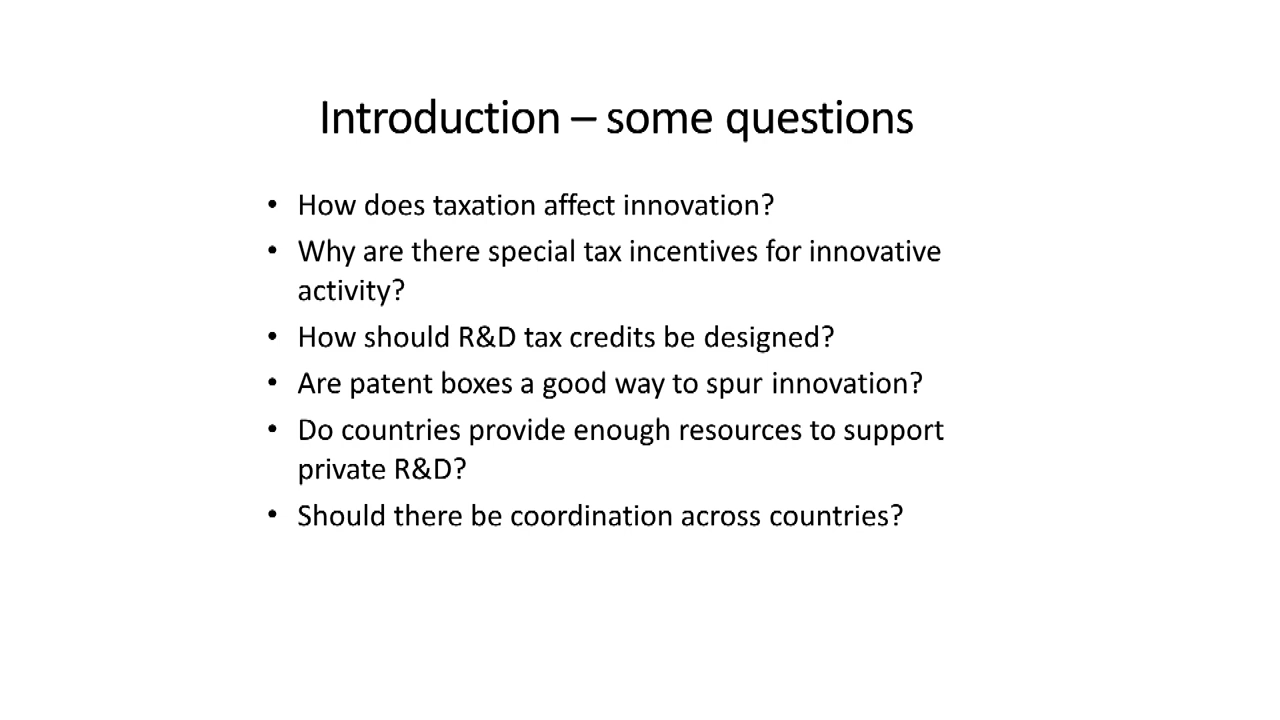 Introduction – some questions
• How does taxation affect innovation?
• Why are there special tax incentives for innovative
activity?
• How should R&D tax credits be designed?
• Are patent boxes a good way to spur innovation?
• Do countries provide enough resources to support
private R&D?
• Should there be coordination across countries?